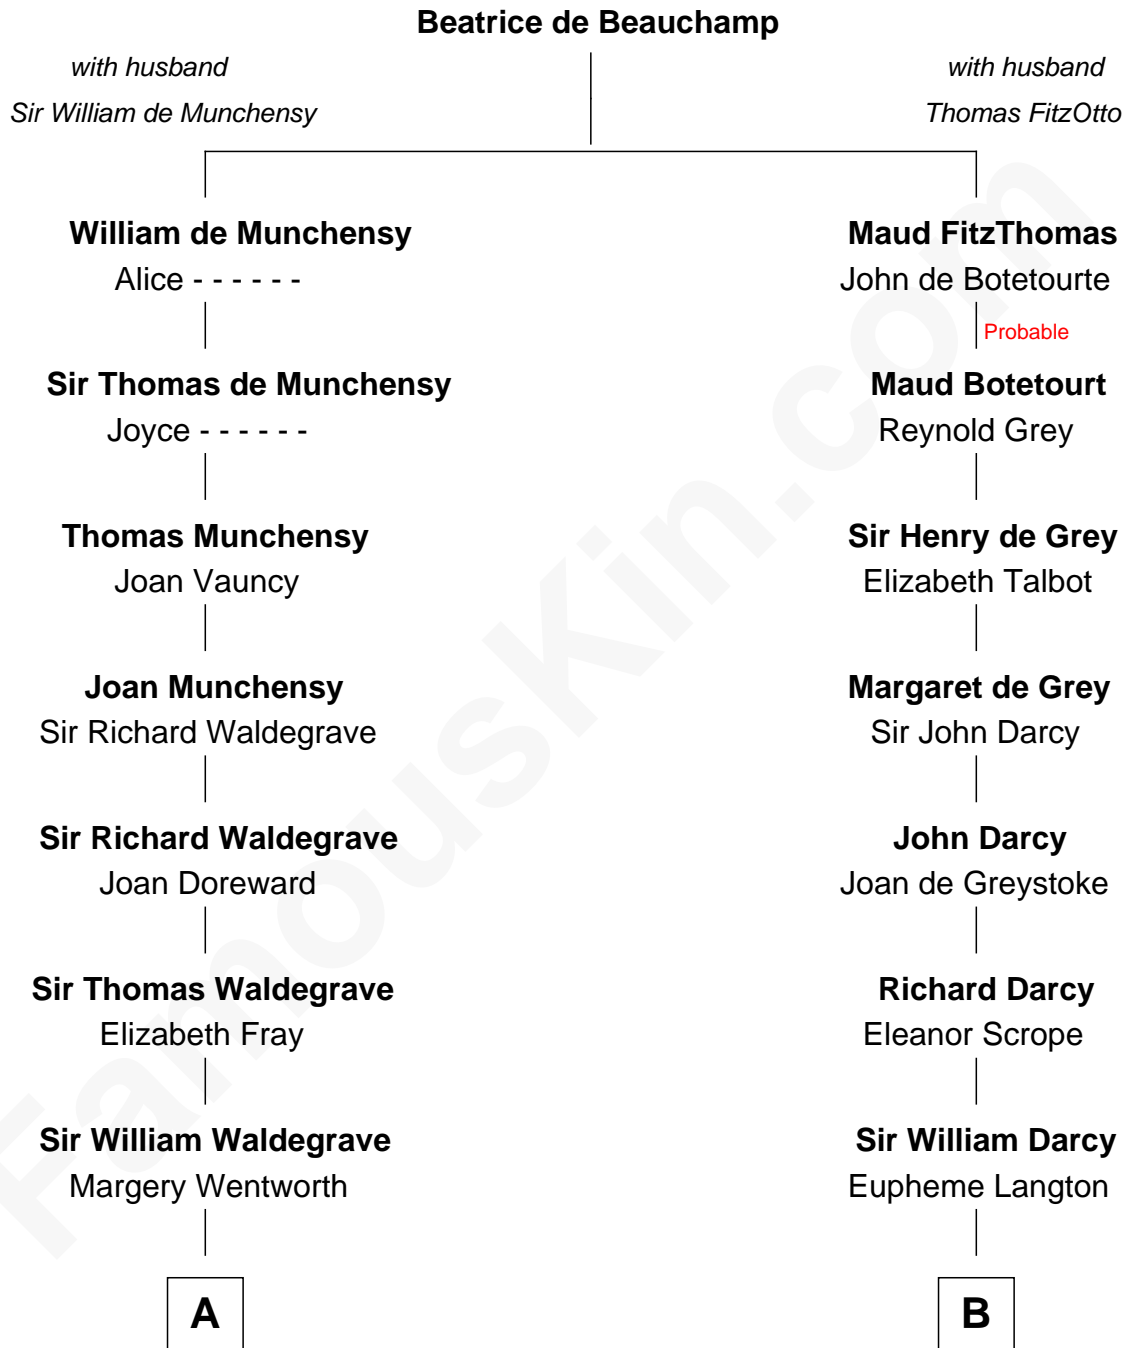 Beatrice de Beauchamp
with husband
Sir William de Munchensy
with husband
Thomas FitzOtto
William de Munchensy
Alice - - - - - -
Maud FitzThomas
John de Botetourte
Probable
Sir Thomas de Munchensy
Joyce - - - - - -
Maud Botetourt
Reynold Grey
Thomas Munchensy
Joan Vauncy
Sir Henry de Grey
Elizabeth Talbot
Joan Munchensy
Sir Richard Waldegrave
Margaret de Grey
Sir John Darcy
Sir Richard Waldegrave
Joan Doreward
John Darcy
Joan de Greystoke
Sir Thomas Waldegrave
Elizabeth Fray
Richard Darcy
Eleanor Scrope
Sir William Waldegrave
Margery Wentworth
Sir William Darcy
Eupheme Langton
A
B
FamousKin.com